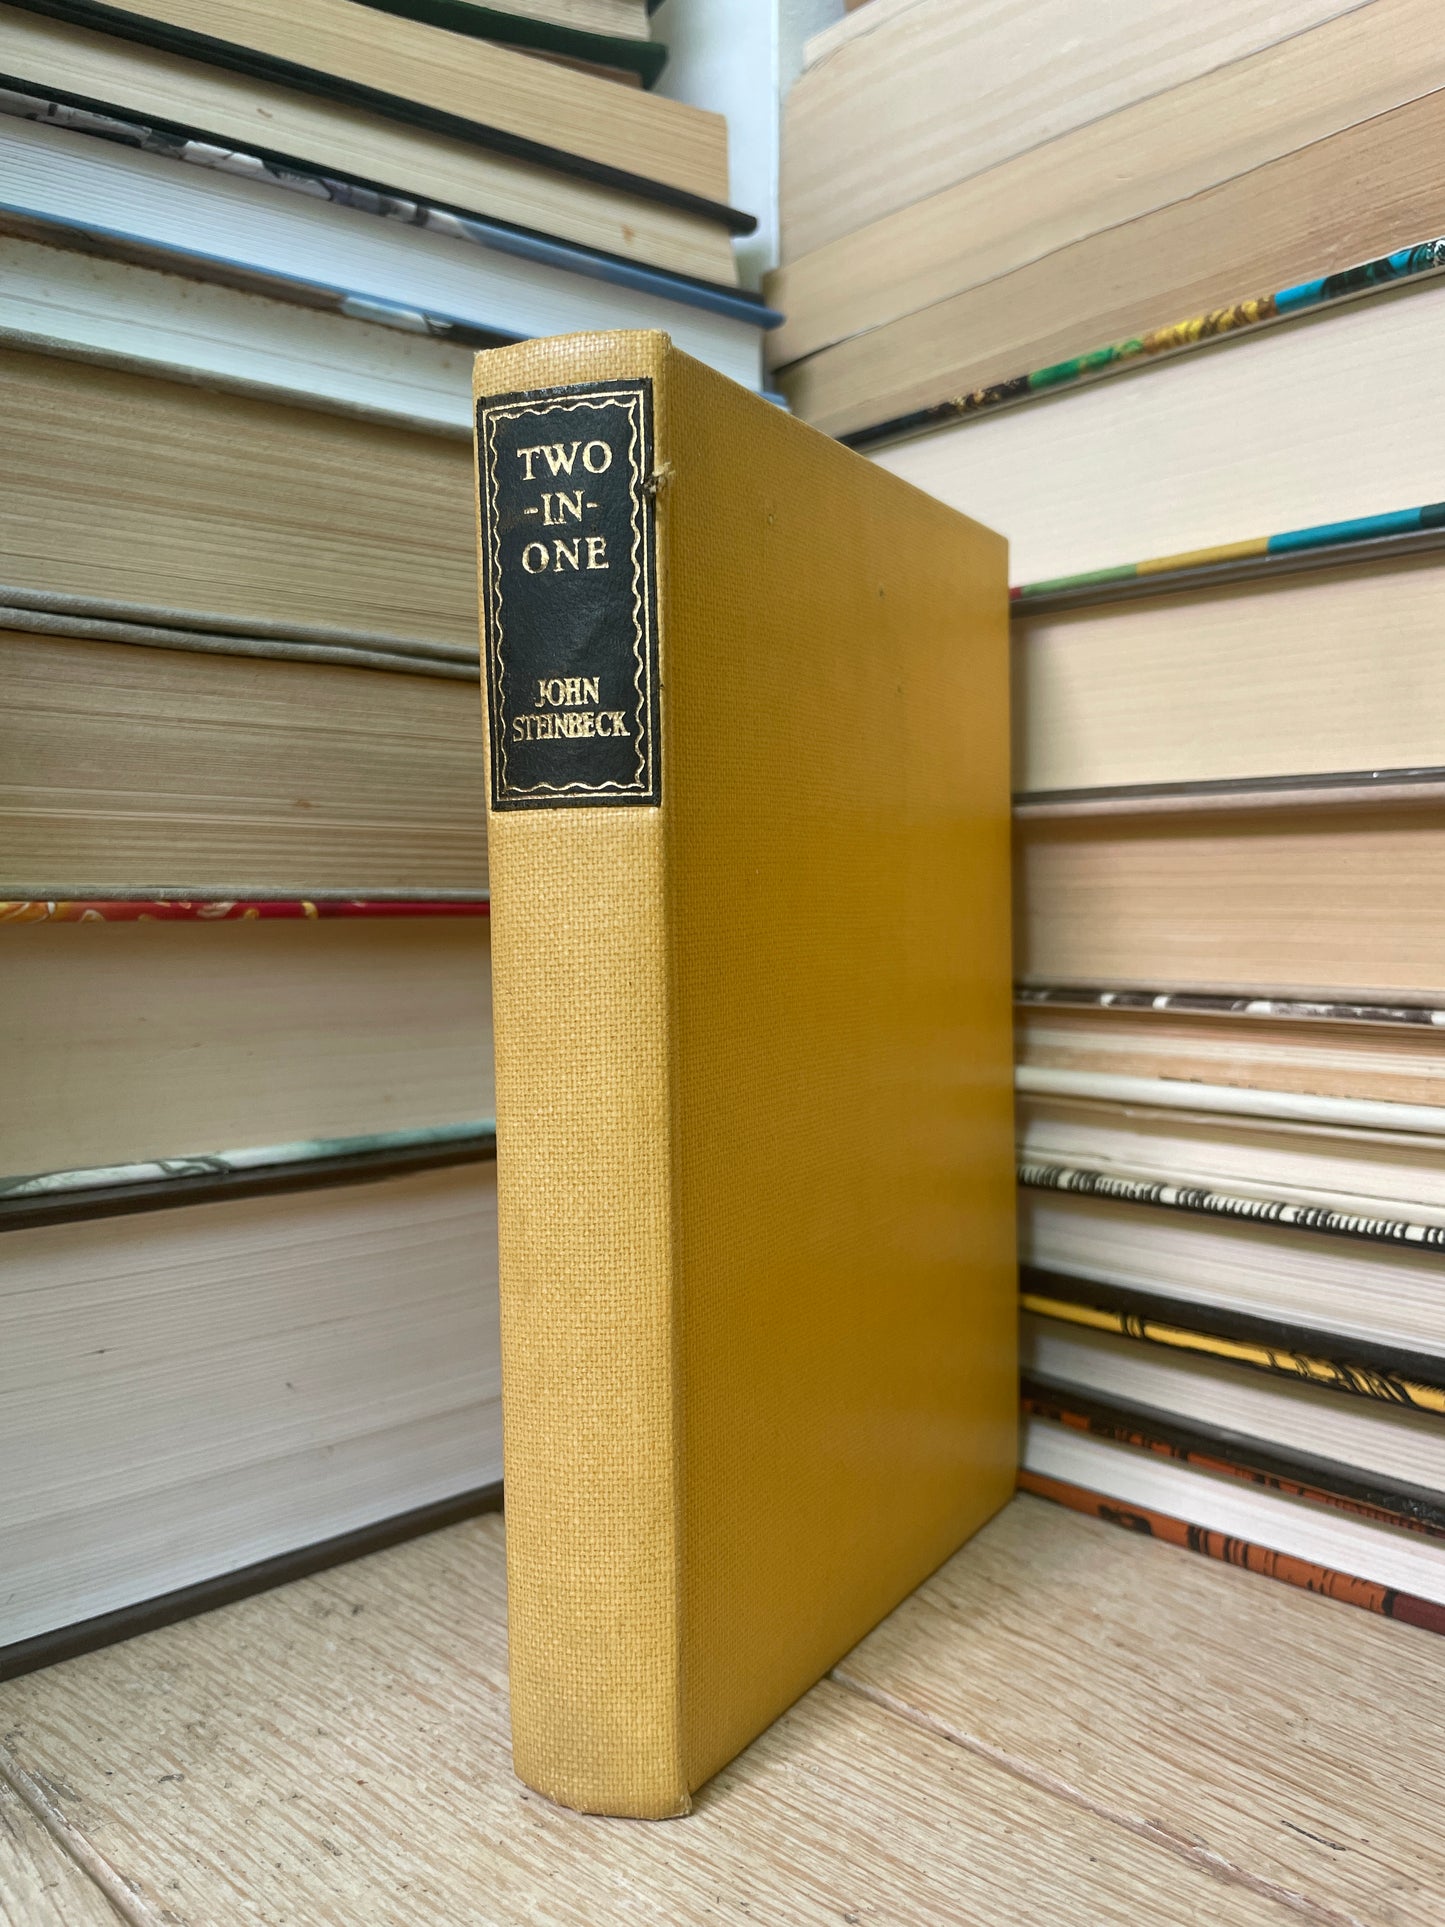 TWO
-IN-
ONE
JOHN
STEINBECK